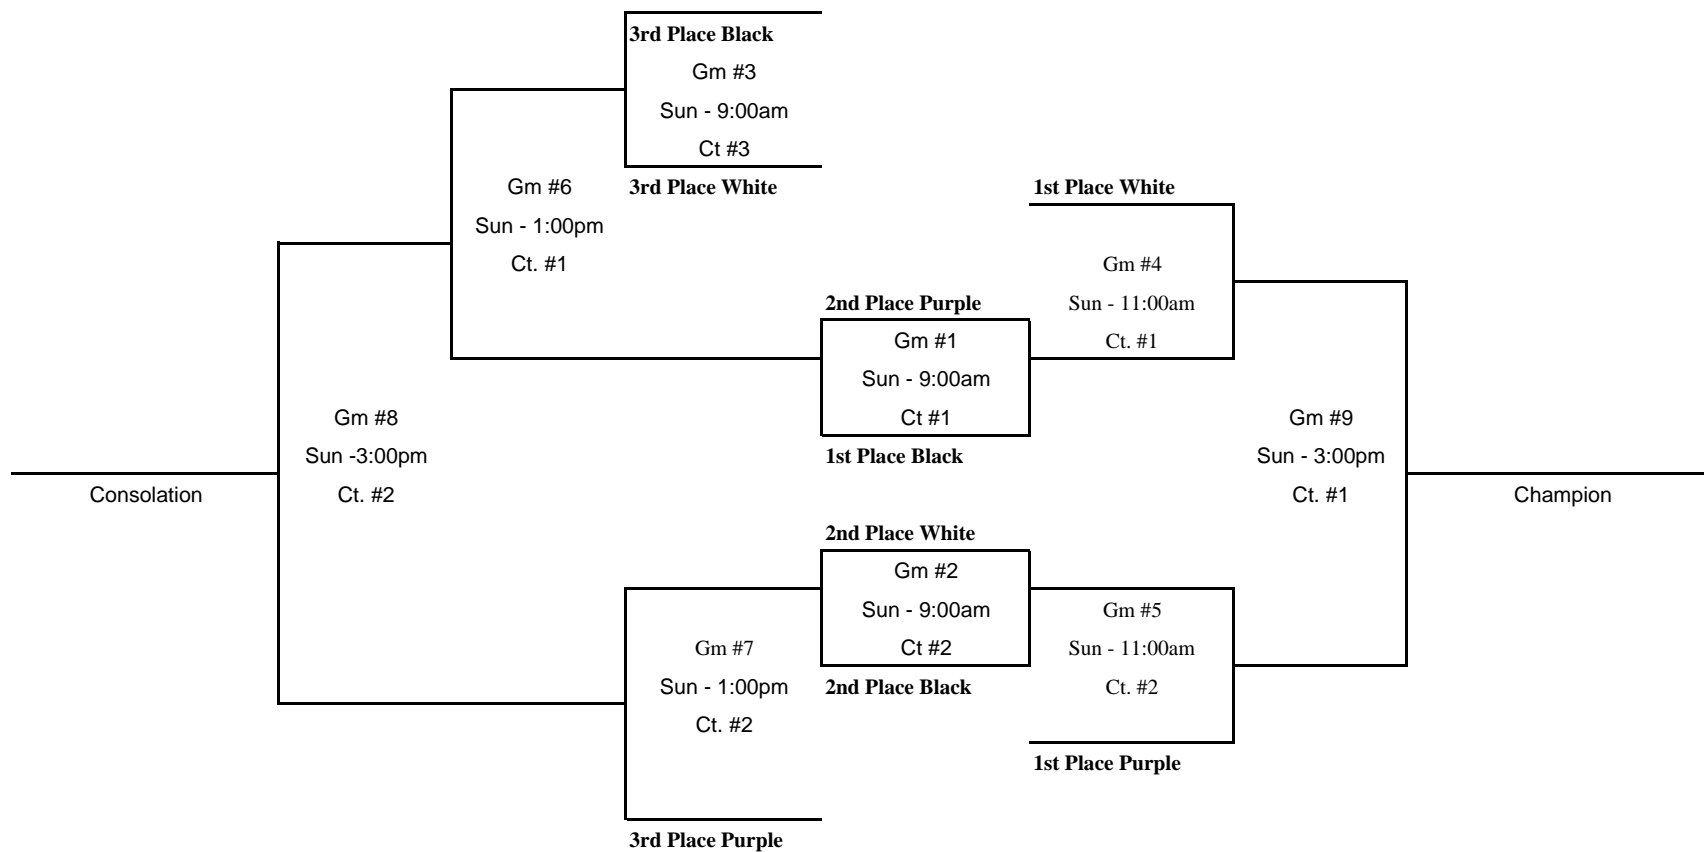 3rd Place Black
Gm #3
Sun - 9:00am
Ct #3
3rd Place White
Gm #6
Sun - 1:00pm
Ct. #1
1st Place White
Gm #4
Sun - 11:00am
Ct. #1
2nd Place Purple
Gm #1
Sun - 9:00am
Ct #1
1st Place Black
Gm #8
Sun -3:00pm
Ct. #2
Consolation
Gm #9
Sun - 3:00pm
Ct. #1
Champion
2nd Place White
Gm #2
Sun - 9:00am
Ct #2
2nd Place Black
Gm #7
Sun - 1:00pm
Ct. #2
3rd Place Purple
Gm #5
Sun - 11:00am
Ct. #2
1st Place Purple